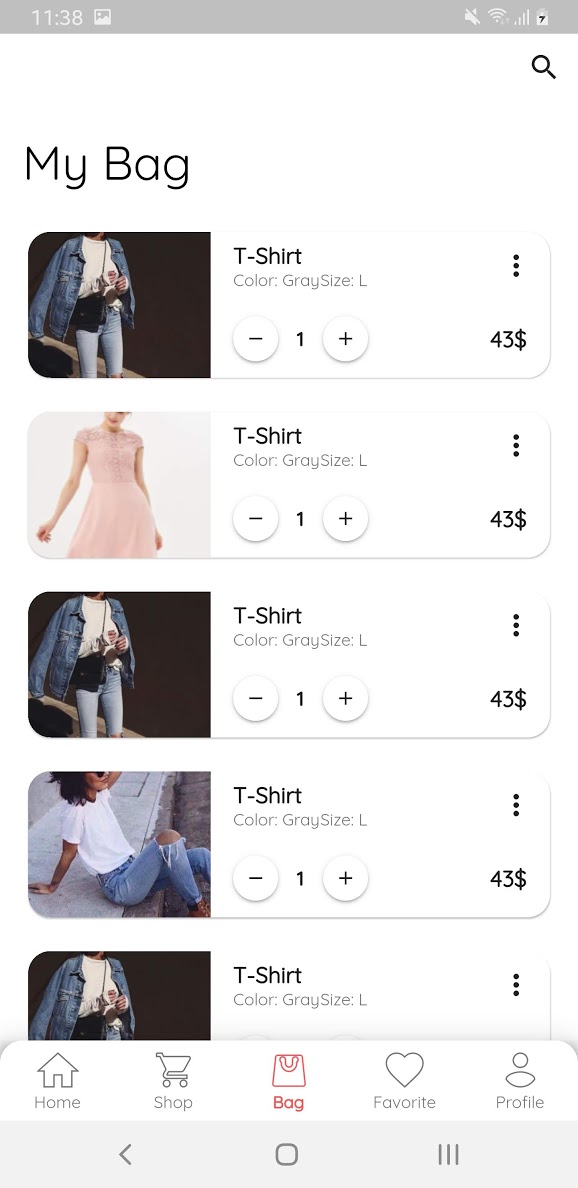 11:38
My Bag
T-Shirt
Color: GraySize: L
1
43$
T-Shirt
Color: GraySize: L
1
43$
T-Shirt
Color: GraySize: L
1
43$
T-Shirt
Color: GraySize: L
1
43$
T-Shirt
Color: GraySize: L
Home
Shop
Bag
Favorite
Profile